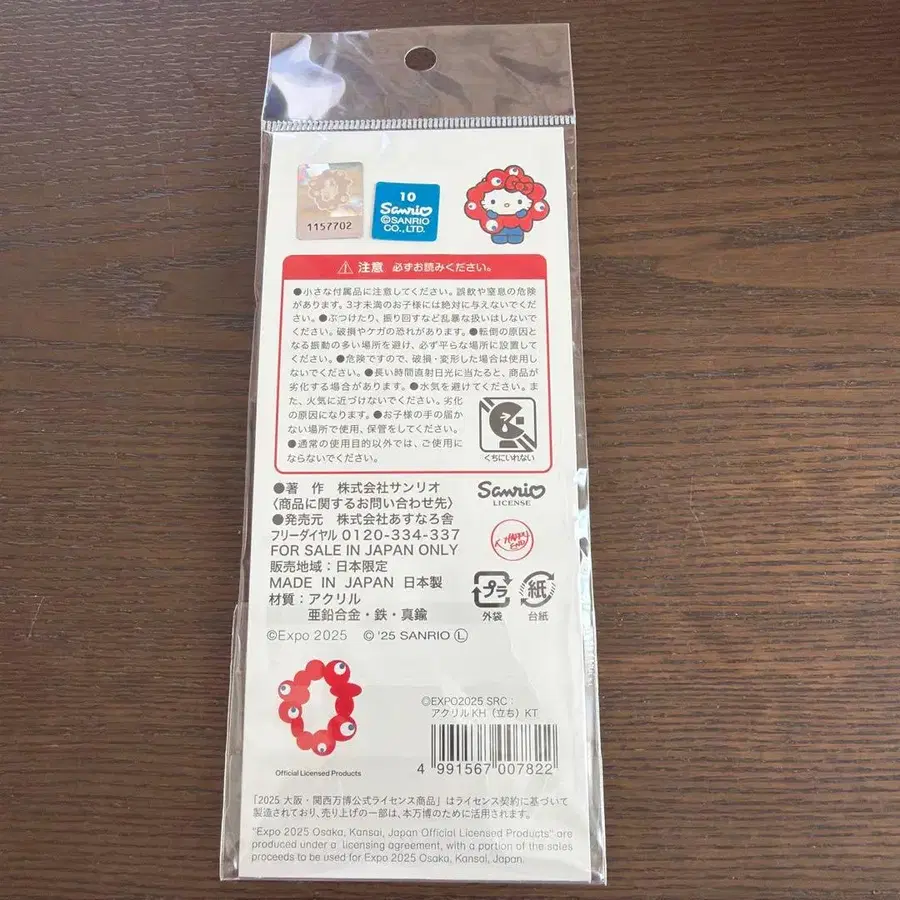 1157702
10
Sanrio
©SANRIO
CO., LTD.
⚠ 注意 必ずお読みください。
●小さな付属品に注意してください。誤飲や窒息の危険
があります。3才未満のお子様には絶対に与えないでくだ
さい。●ぶつけたり、振り回すなど乱暴な扱いはしないで
ください。破損やケガの恐れがあります。●転倒の原因と
なる振動の多い場所を避け、必ず平らな場所に設置して
ください。●危険ですので、破損・変形した場合は使用し
ないでください。●長い時間直射日光に当たると、商品が
劣化する場合があります。●水気を避けてください。ま
た、火気に近づけないでください。劣化
の原因になります。●お子様の手の届か
ない場所で使用、保管をしてください。
●通常の使用目的以外では、ご使用に
ならないでください。
くちにいれない
●著　作　株式会社サンリオ
〈商品に関するお問い合わせ先〉
●発売元　株式会社あすなろ舎
フリーダイヤル 0120-334-337
FOR SALE IN JAPAN ONLY
販売地域：日本限定
MADE IN JAPAN 日本製
材質：アクリル
亜鉛合金・鉄・真鍮
©Expo 2025 © '25 SANRIO Ⓛ
Sanrio
LICENSE
プラ 紙
外袋 台紙
Official Licensed Products
©EXPO2025 SRC：
アクリルKH（立ち）KT
4 991567 007822
「2025 大阪・関西万博公式ライセンス商品」はライセンス契約に基づいて
製造されており、売り上げの一部は、本万博のために活用されます。
"Expo 2025 Osaka, Kansai, Japan Official Licensed Products" are
produced under a licensing agreement, with a portion of the sales
proceeds to be used for Expo 2025 Osaka, Kansai, Japan.